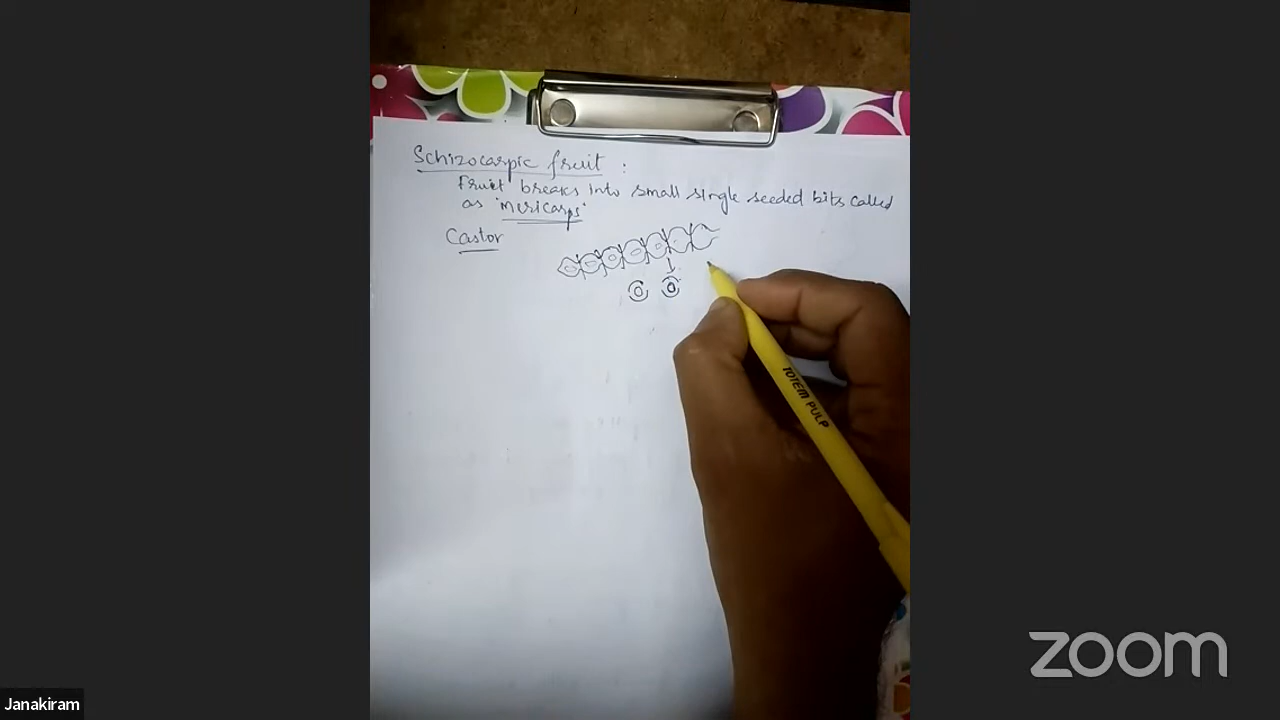 Schizocarpic fruit :
Fruit breaks into small single seeded bits called
as 'Mericarps'
Castor
TOTEM PULP
zoom
Janakiram